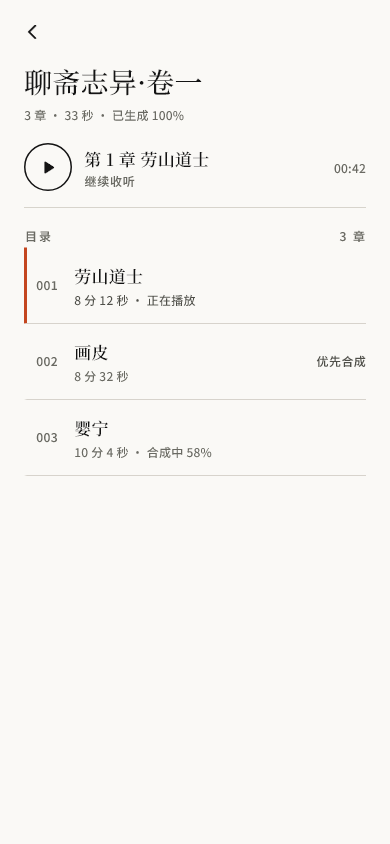 聊斋志异·卷一
3 章 · 33 秒 · 已生成 100%
第 1 章 劳山道士
继续收听
00:42
目录
3 章
001
劳山道士
8 分 12 秒 · 正在播放
002
画皮
8 分 32 秒
优先合成
003
婴宁
10 分 4 秒 · 合成中 58%